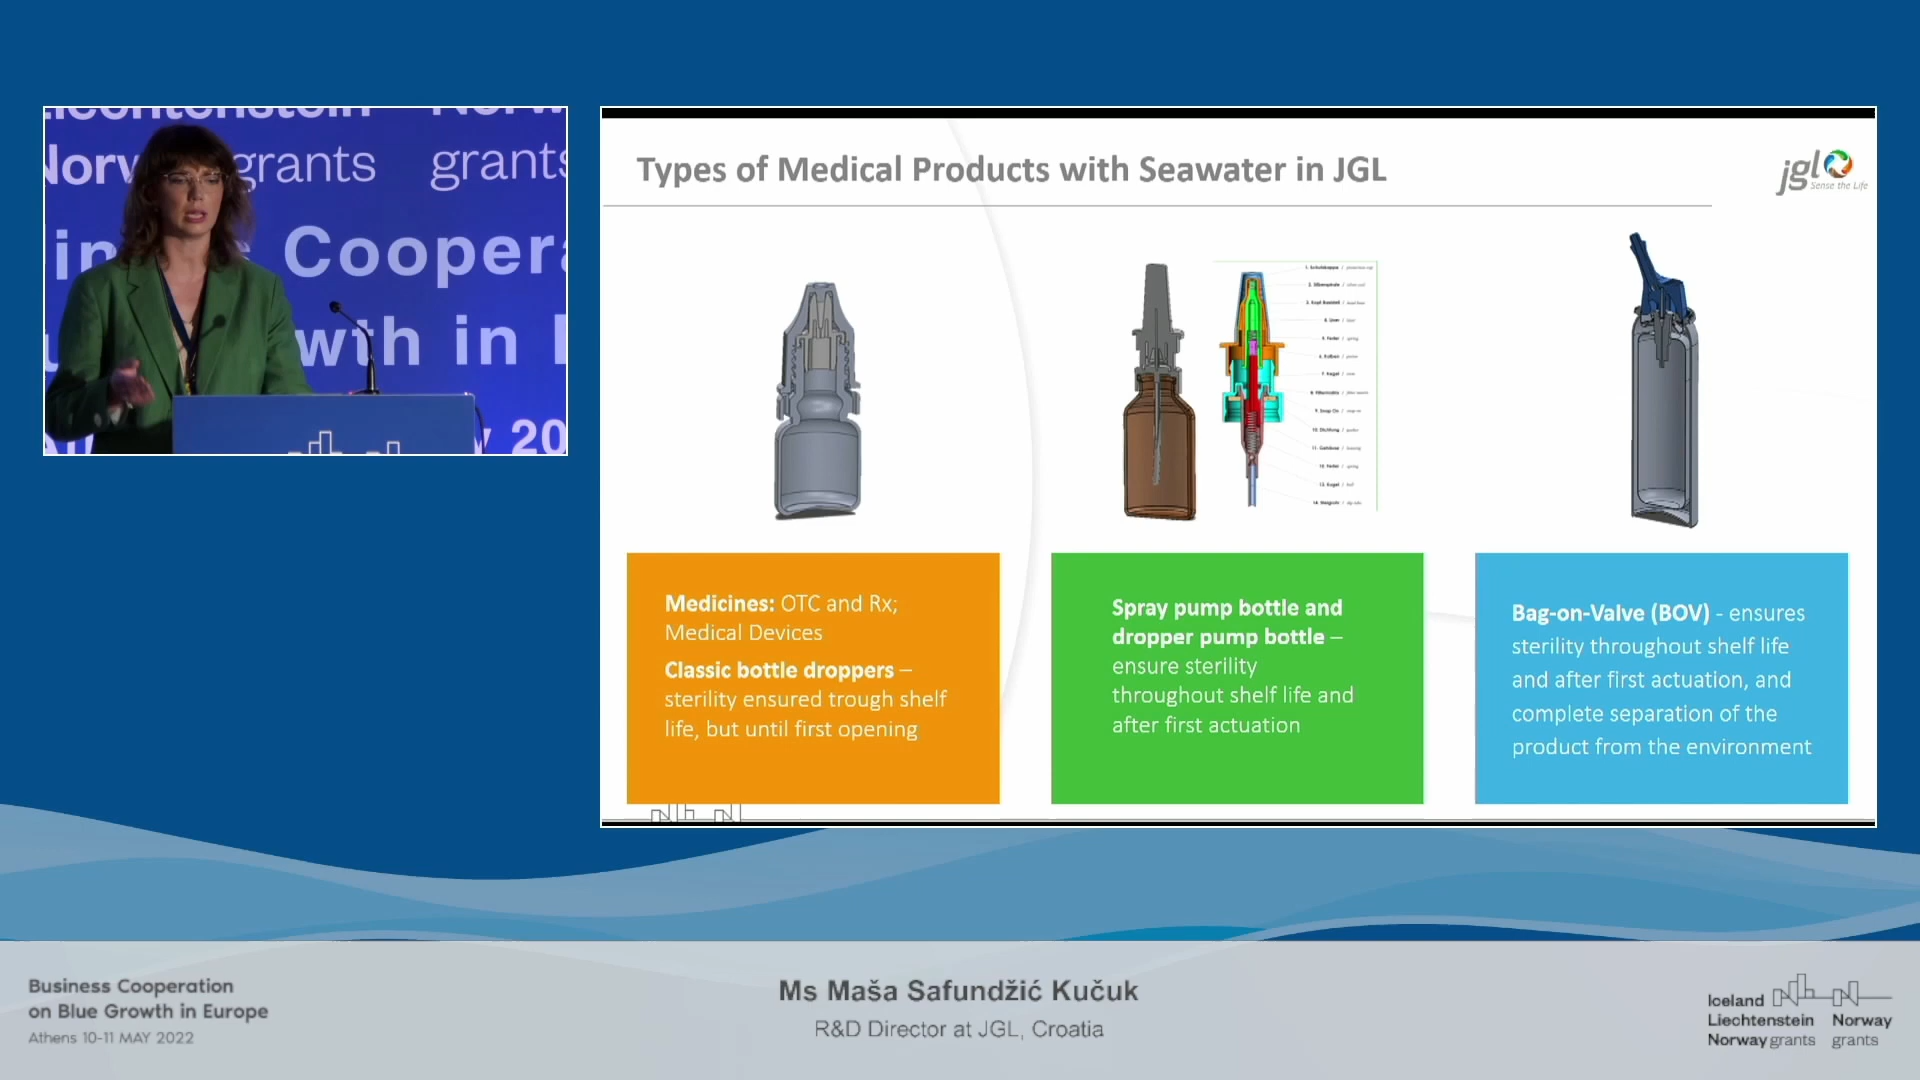 Norw grants grants
in Coopera
wth in
20
Types of Medical Products with Seawater in JGL
jgl
Sense the Life
Medicines: OTC and Rx;
Medical Devices
Classic bottle droppers –
sterility ensured trough shelf
life, but until first opening
Spray pump bottle and
dropper pump bottle –
ensure sterility
throughout shelf life and
after first actuation
Bag-on-Valve (BOV) - ensures
sterility throughout shelf life
and after first actuation, and
complete separation of the
product from the environment
Business Cooperation
on Blue Growth in Europe
Athens 10-11 MAY 2022
Ms Maša Safundžić Kučuk
R&D Director at JGL, Croatia
Iceland
Liechtenstein
Norway grants
Norway
grants